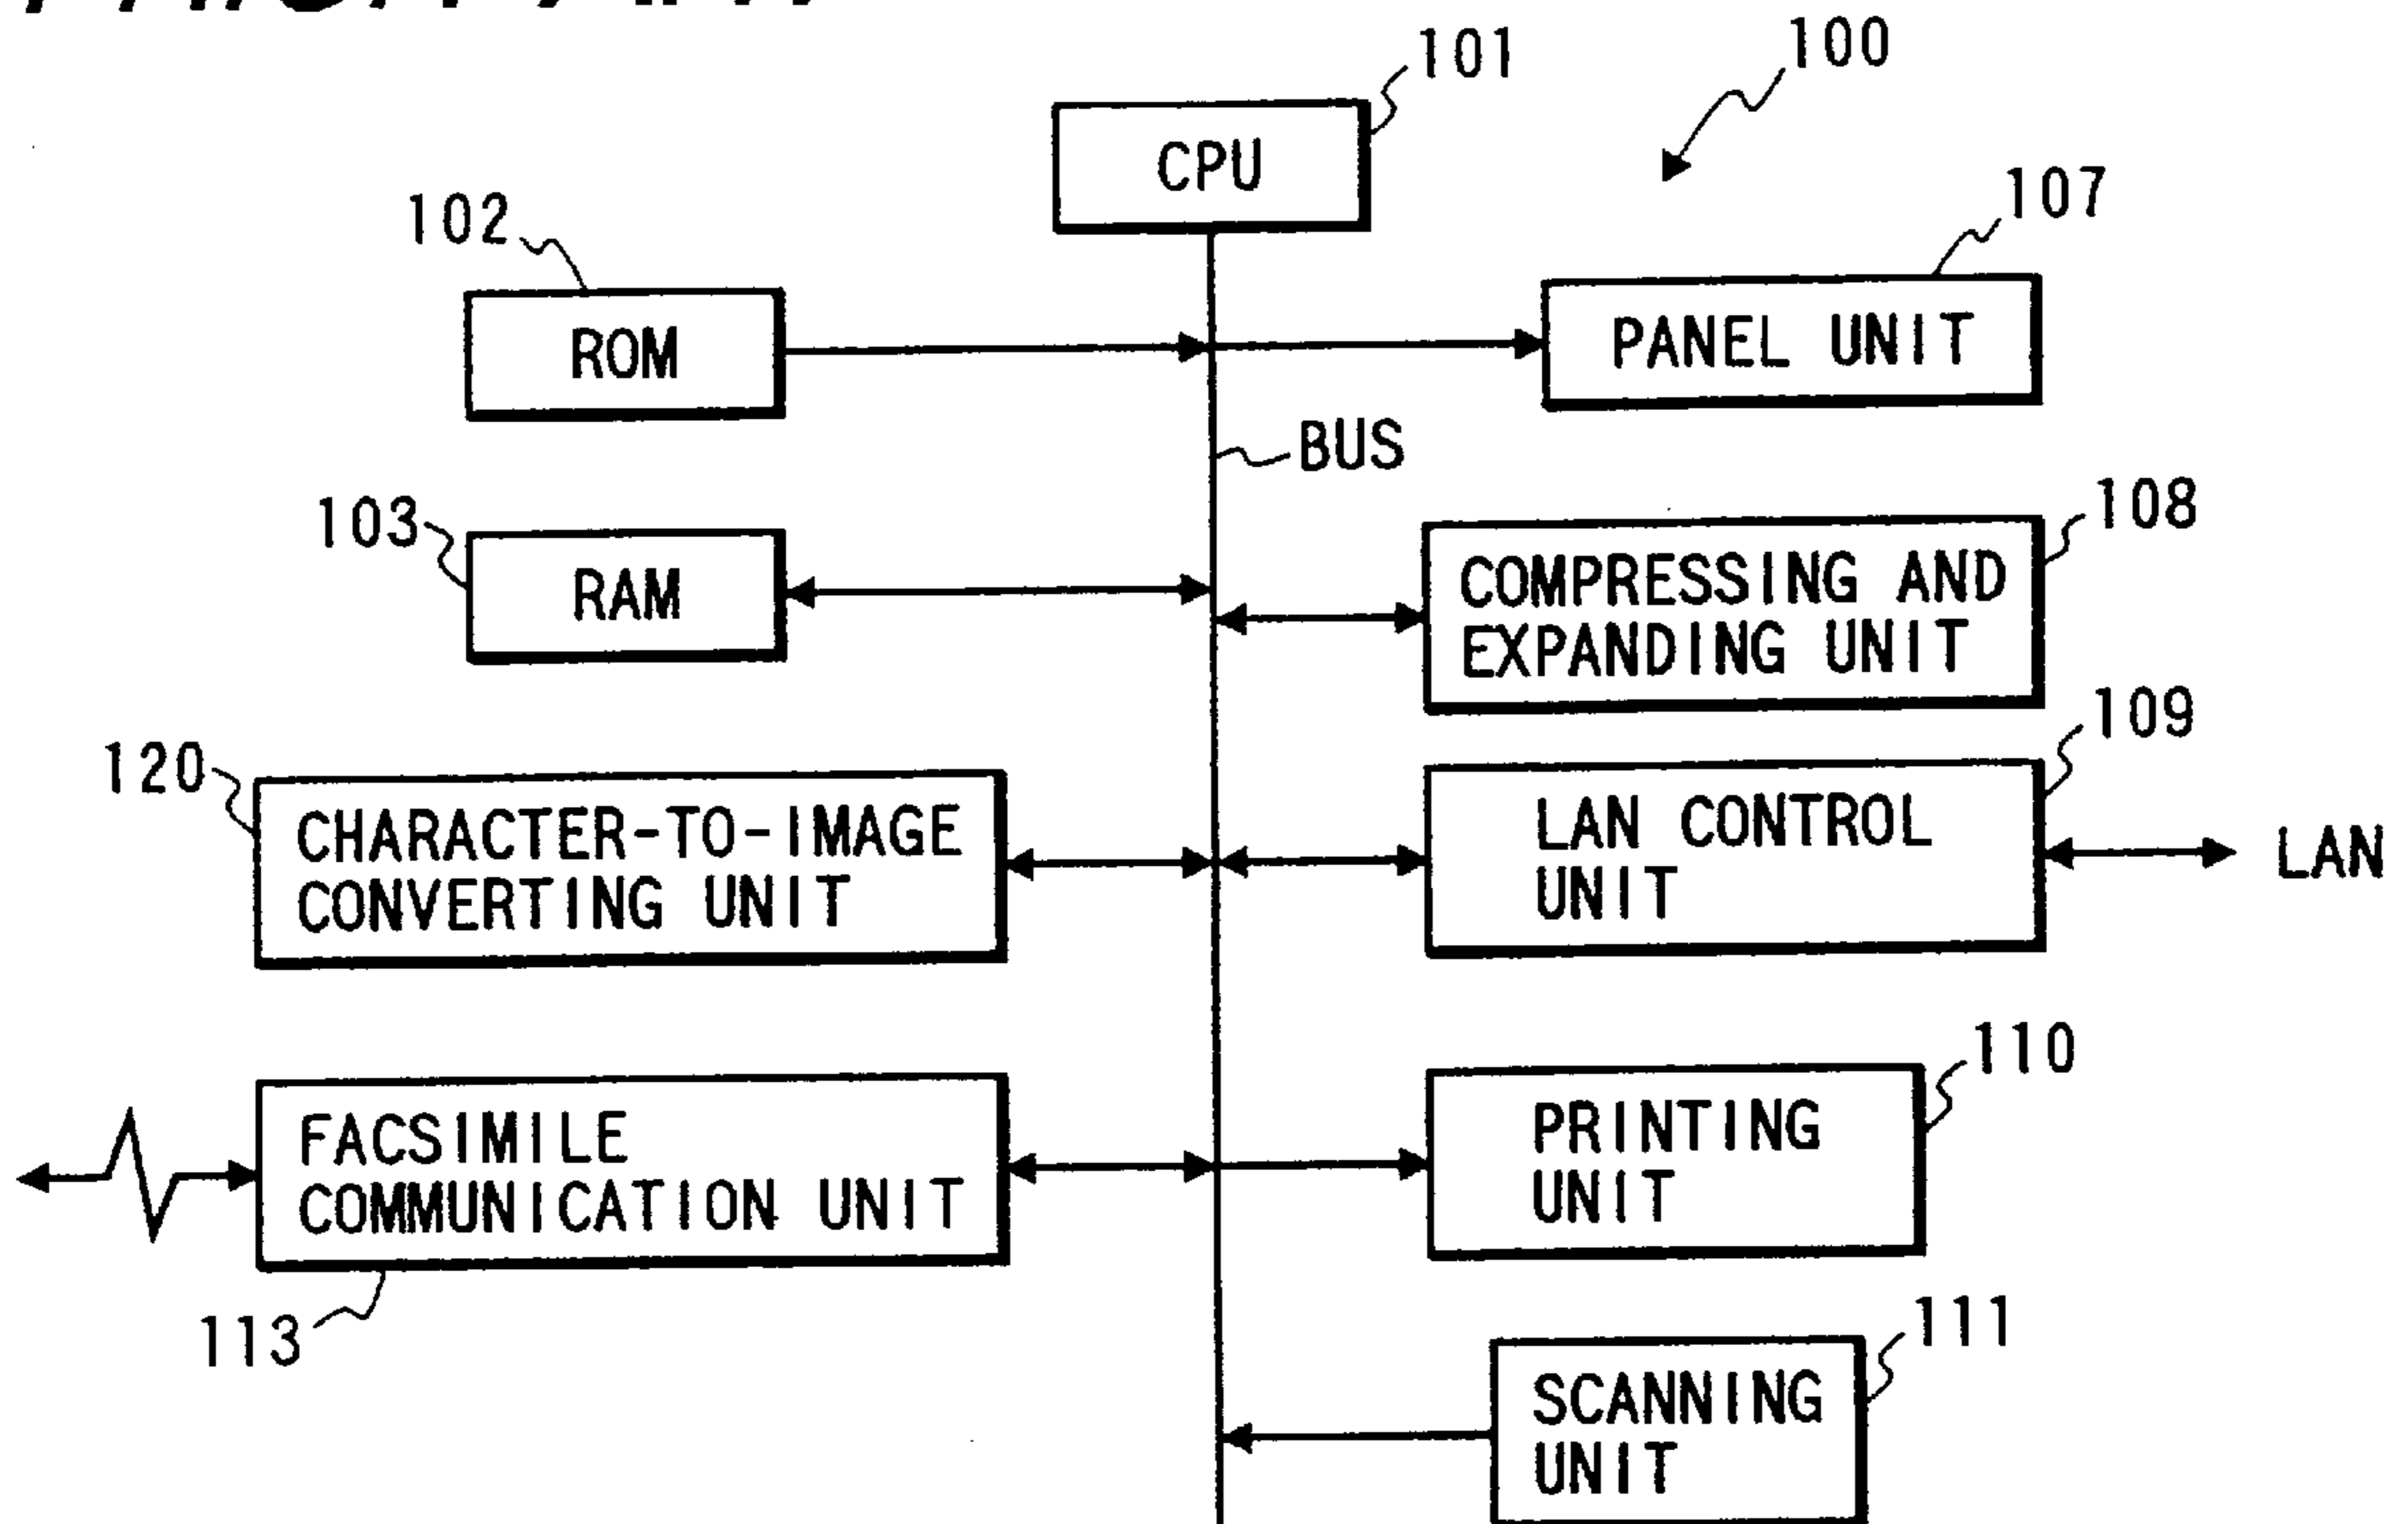 101
100
CPU
107
102
ROM
PANEL UNIT
BUS
103
RAM
108
COMPRESSING AND
EXPANDING UNIT
109
120
CHARACTER-TO-IMAGE
CONVERTING UNIT
LAN CONTROL
UNIT
LAN
110
FACSIMILE
COMMUNICATION UNIT
PRINTING
UNIT
113
111
SCANNING
UNIT